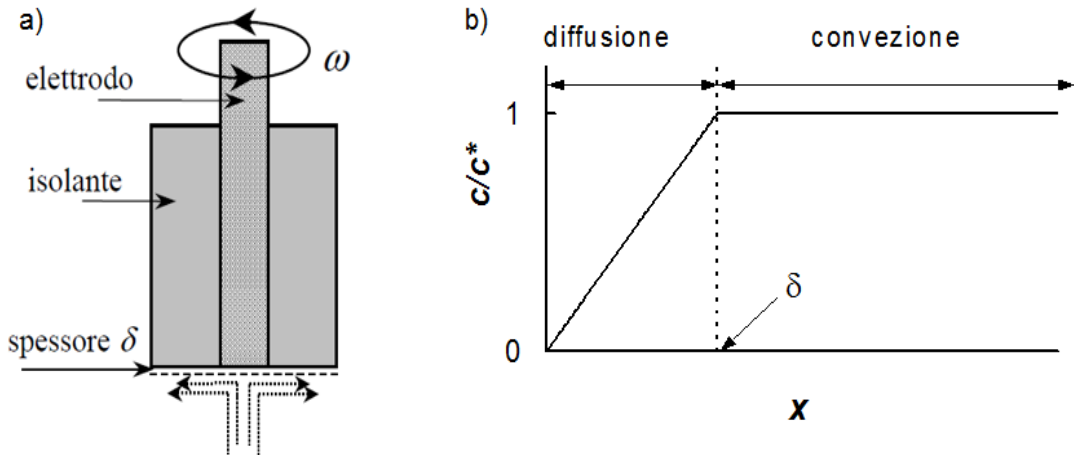 a)
ω
elettrodo
isolante
spessore δ
b)
diffusione convezione
1
c/c*
δ
0
x